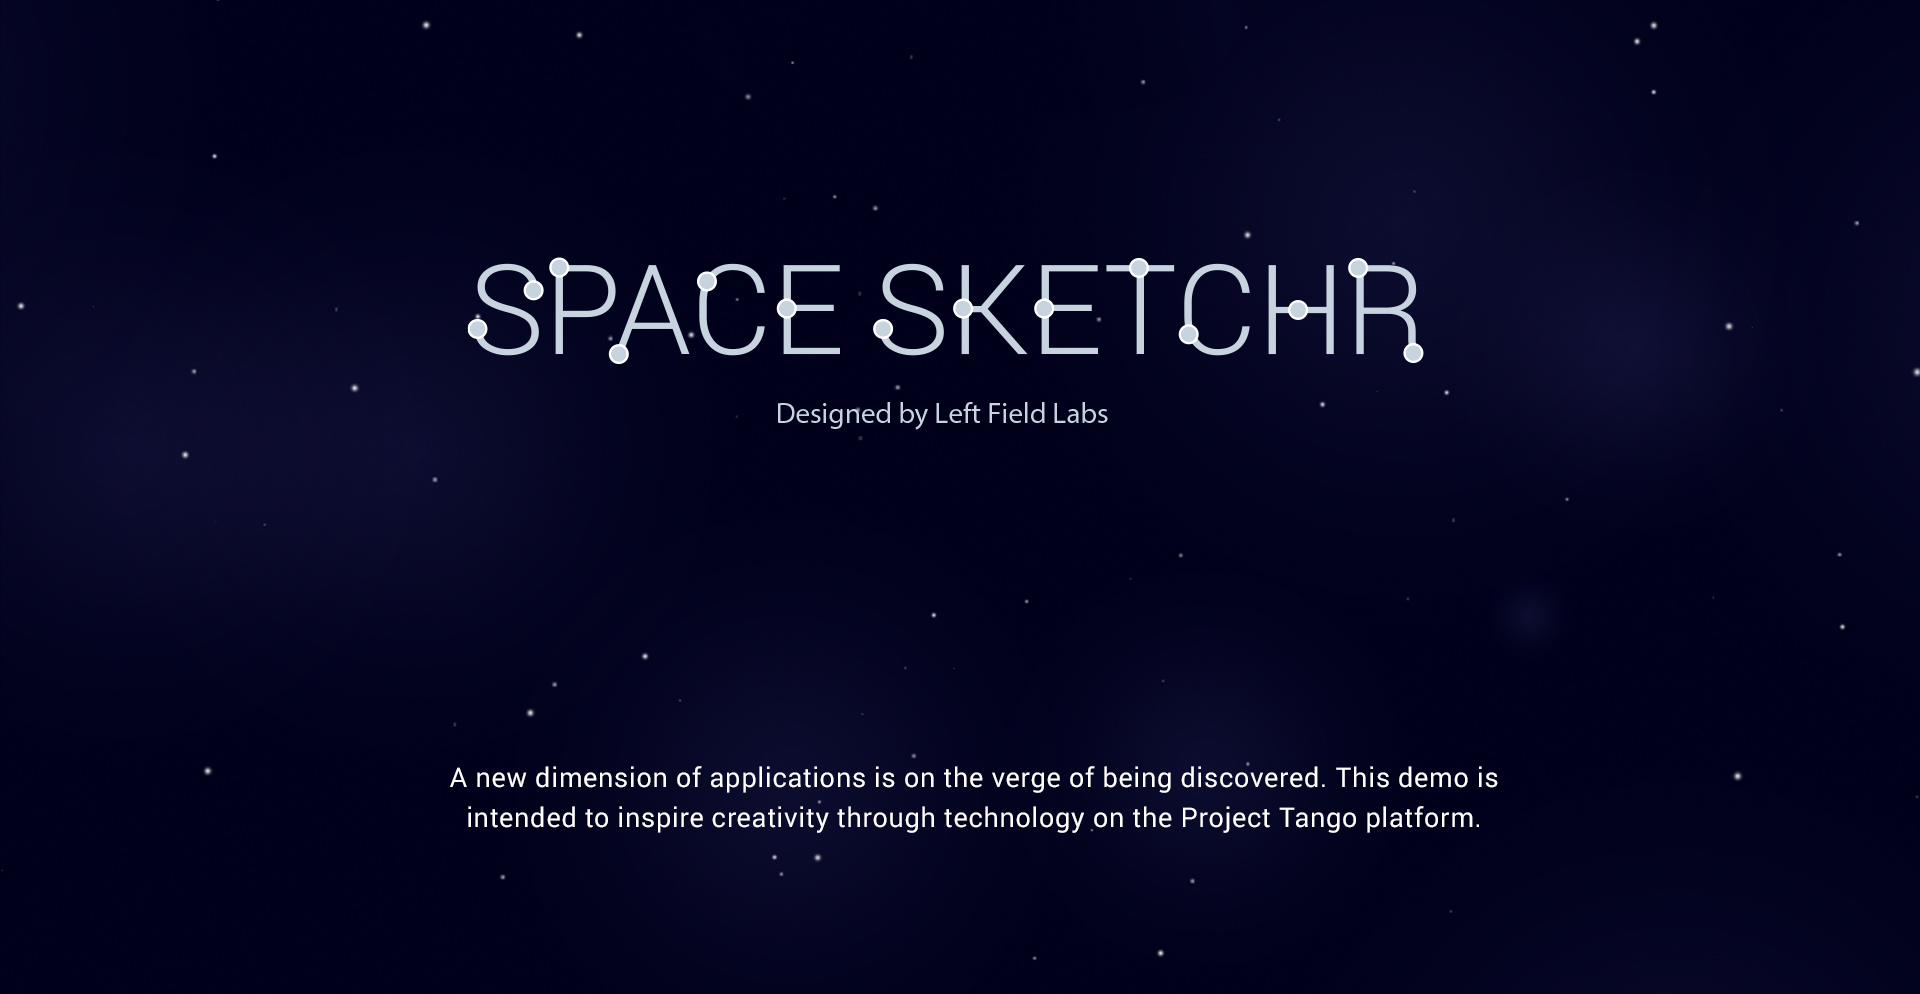 SPACE SKETCHR
Designed by Left Field Labs
A new dimension of applications is on the verge of being discovered. This demo is
intended to inspire creativity through technology on the Project Tango platform.